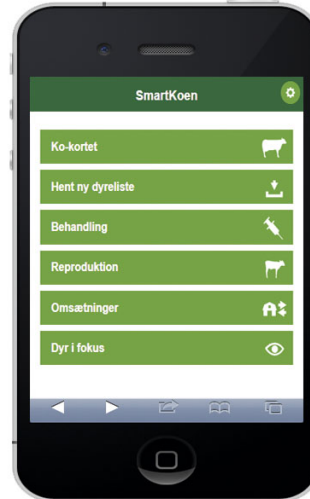 SmartKoen
Ko-kortet
Hent ny dyreliste
Behandling
Reproduktion
Omsætninger
Dyr i fokus